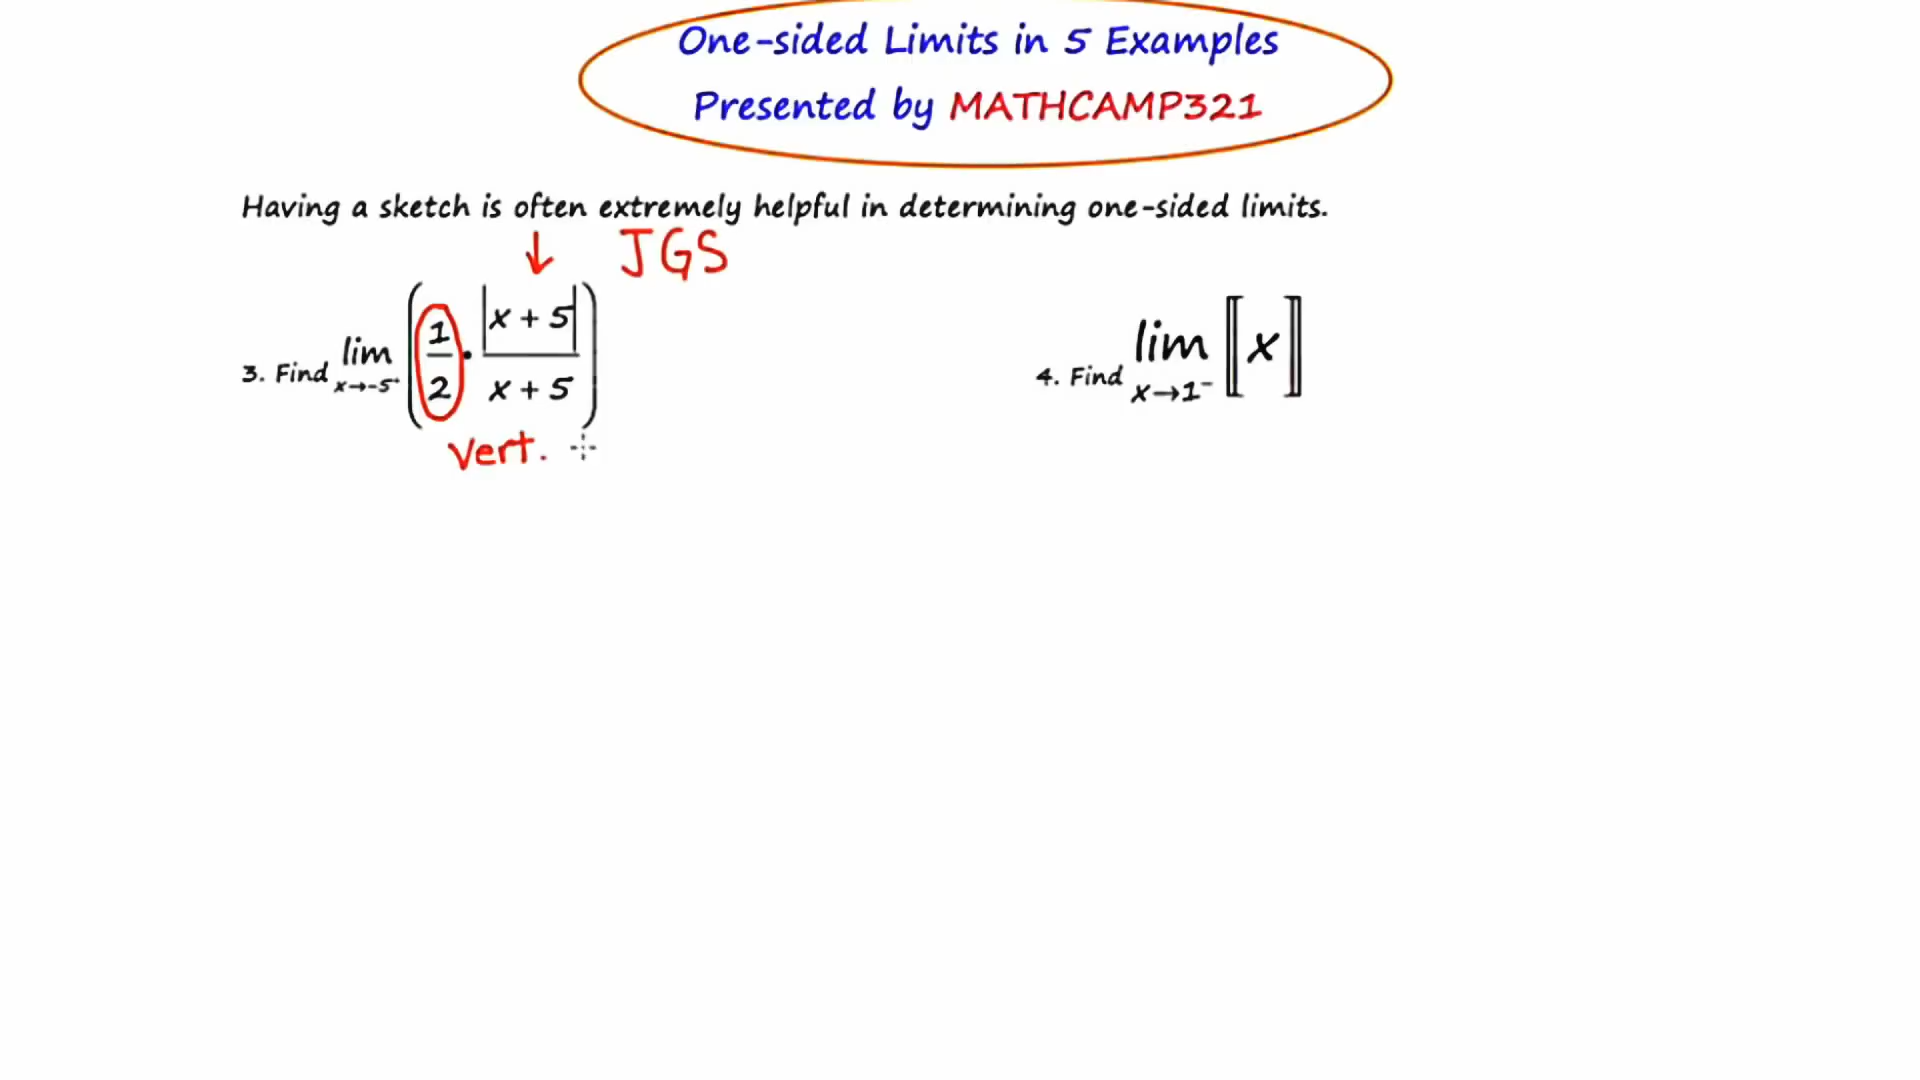 One-sided Limits in 5 Examples
Presented by MATHCAMP321
Having a sketch is often extremely helpful in determining one-sided limits.
↓ JGS
3. Find lim x→-5⁺ (1/2 · |x + 5|/(x + 5))
4. Find lim x→1⁻ ⟦x⟧
Vert.